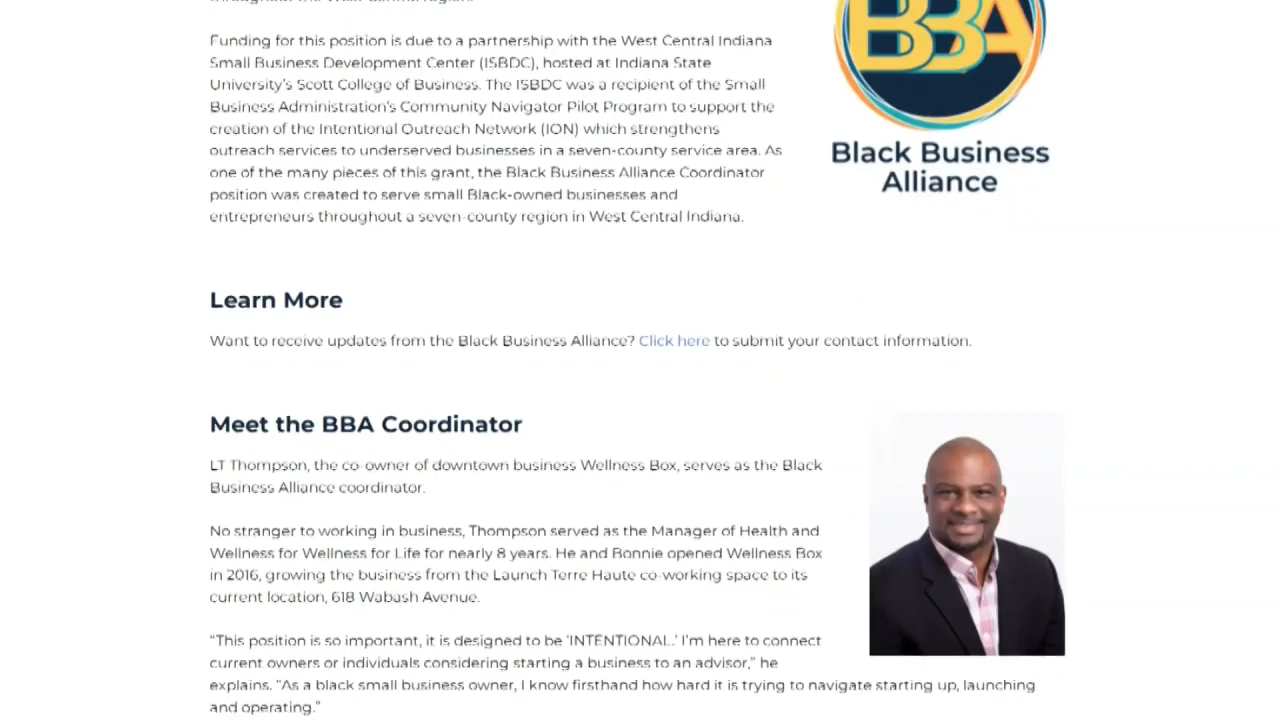 Funding for this position is due to a partnership with the West Central Indiana
Small Business Development Center (ISBDC), hosted at Indiana State
University's Scott College of Business. The ISBDC was a recipient of the Small
Business Administration's Community Navigator Pilot Program to support the
creation of the Intentional Outreach Network (ION) which strengthens
outreach services to underserved businesses in a seven-county service area. As
one of the many pieces of this grant, the Black Business Alliance Coordinator
position was created to serve small Black-owned businesses and
entrepreneurs throughout a seven-county region in West Central Indiana.
BBA
Black Business
Alliance
Learn More
Want to receive updates from the Black Business Alliance? Click here to submit your contact information.
Meet the BBA Coordinator
LT Thompson, the co-owner of downtown business Wellness Box, serves as the Black
Business Alliance coordinator.
No stranger to working in business, Thompson served as the Manager of Health and
Wellness for Wellness for Life for nearly 8 years. He and Bonnie opened Wellness Box
in 2016, growing the business from the Launch Terre Haute co-working space to its
current location, 618 Wabash Avenue.
"This position is so important, it is designed to be 'INTENTIONAL.' I'm here to connect
current owners or individuals considering starting a business to an advisor," he
explains. "As a black small business owner, I know firsthand how hard it is trying to navigate starting up, launching
and operating."